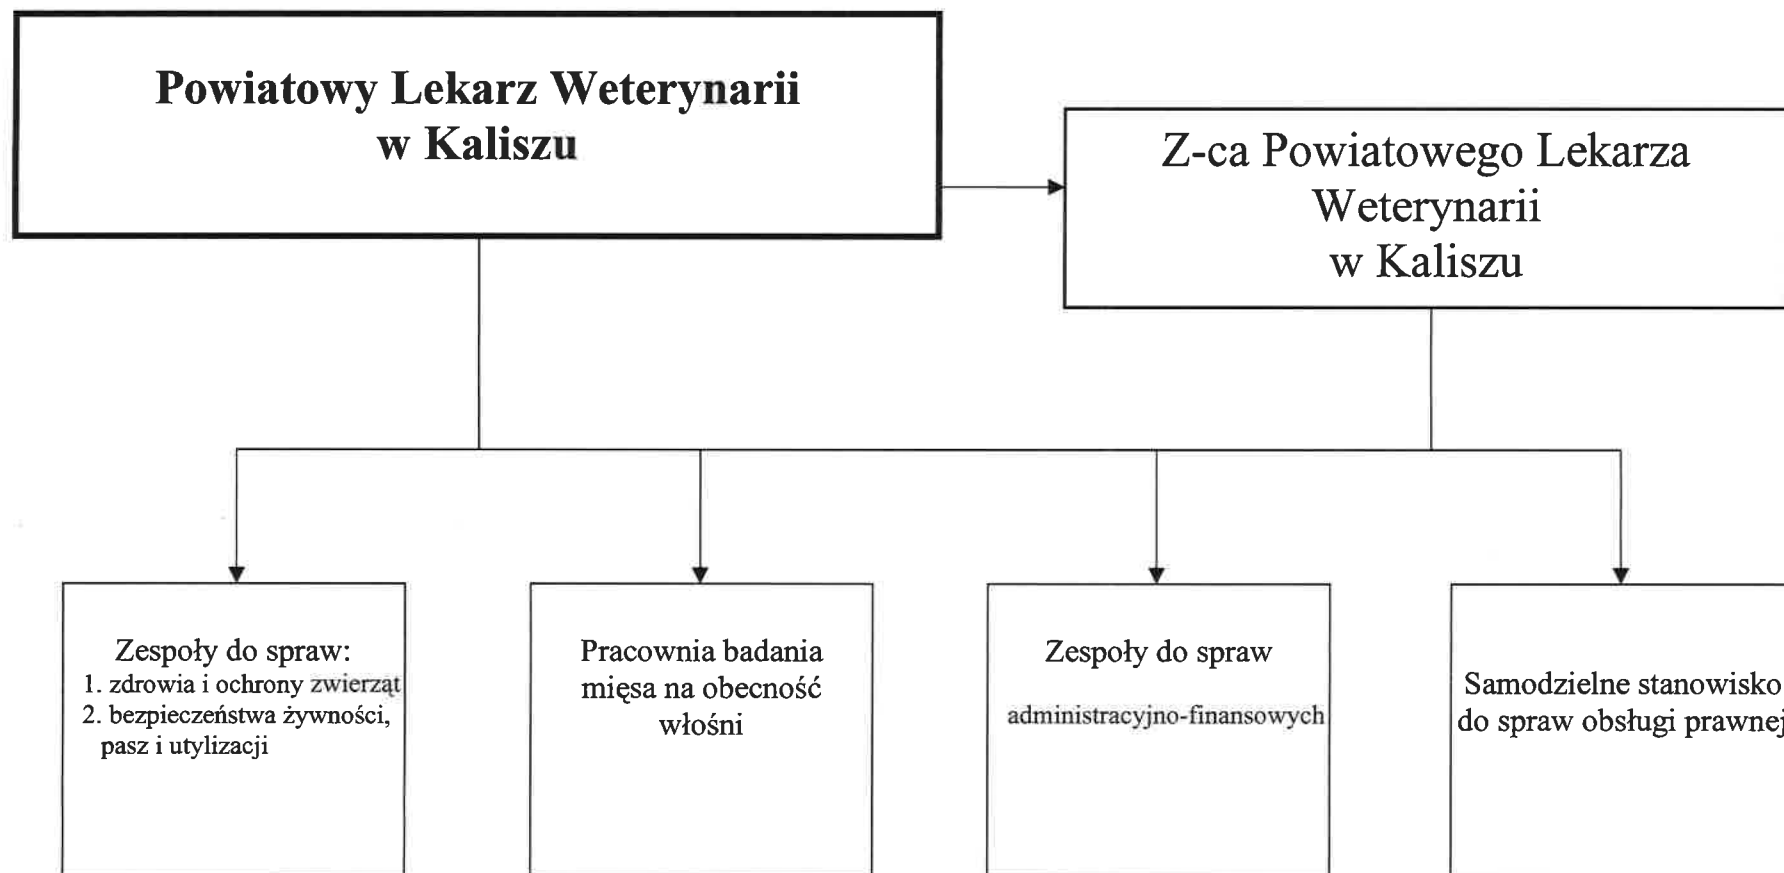 Powiatowy Lekarz Weterynarii
w Kaliszu
Z-ca Powiatowego Lekarza
Weterynarii
w Kaliszu
Zespoły do spraw:
1. zdrowia i ochrony zwierząt
2. bezpieczeństwa żywności,
pasz i utylizacji
Pracownia badania
mięsa na obecność
włośni
Zespoły do spraw
administracyjno-finansowych
Samodzielne stanowisko
do spraw obsługi prawnej